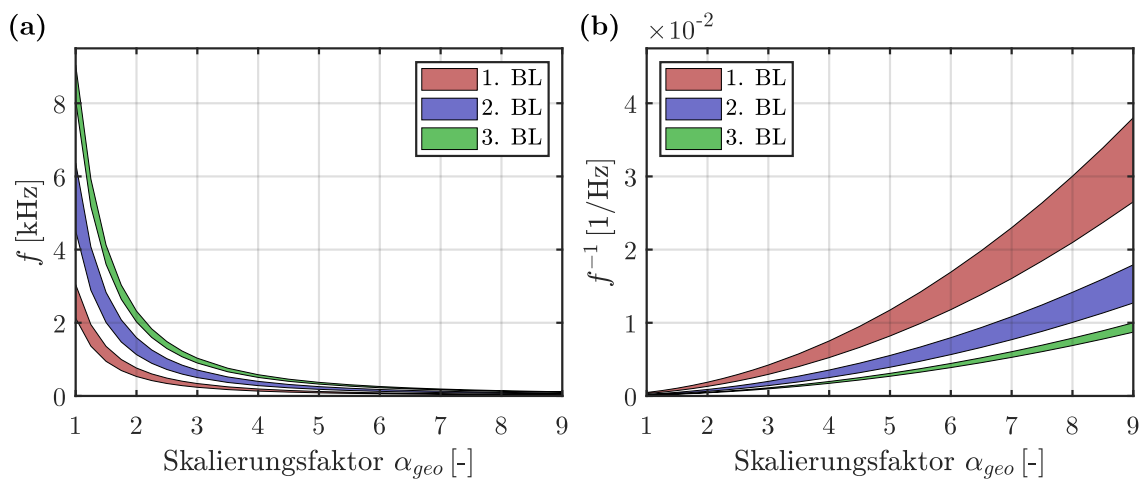 (a)
8
6
4
2
0
f [kHz]
1 2 3 4 5 6 7 8 9
Skalierungsfaktor α_geo [-]
1. BL
2. BL
3. BL
(b)
×10⁻²
4
3
2
1
0
f⁻¹ [1/Hz]
1 2 3 4 5 6 7 8 9
Skalierungsfaktor α_geo [-]
1. BL
2. BL
3. BL